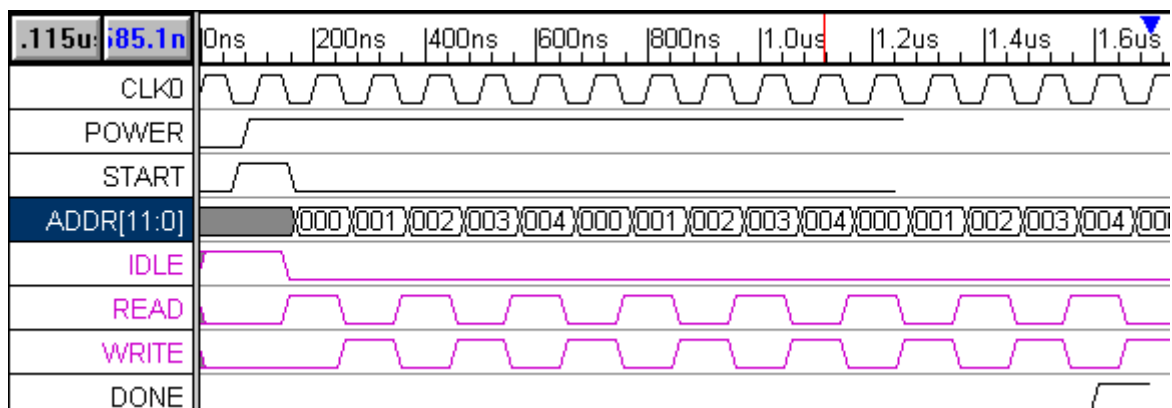 .115u 585.1n 0ns 200ns 400ns 600ns 800ns 1.0us 1.2us 1.4us 1.6us
CLK0
POWER
START
ADDR[11:0] 000 001 002 003 004 000 001 002 003 004 000 001 002 003 004 000
IDLE
READ
WRITE
DONE